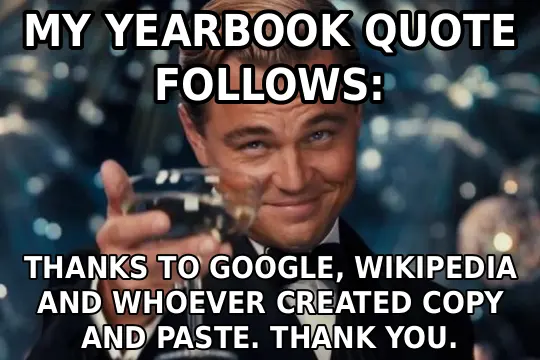 MY YEARBOOK QUOTE
FOLLOWS:
THANKS TO GOOGLE, WIKIPEDIA
AND WHOEVER CREATED COPY
AND PASTE. THANK YOU.